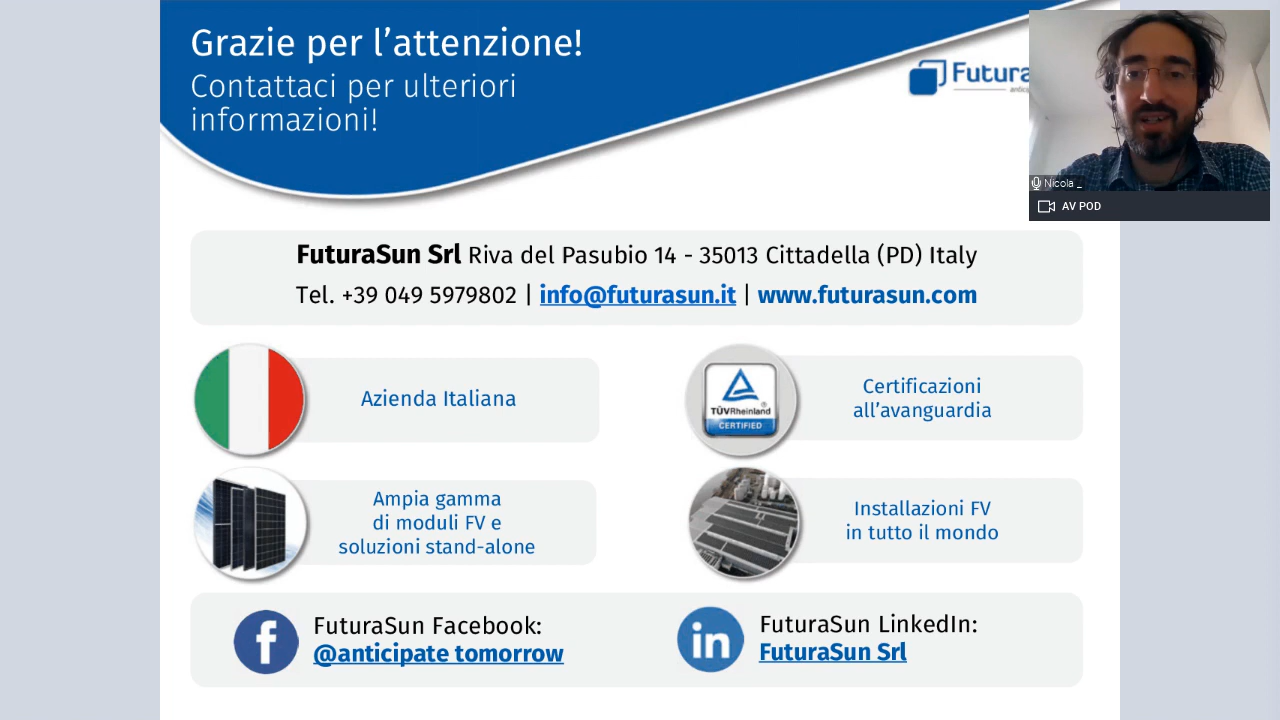 Grazie per l'attenzione!
Contattaci per ulteriori
informazioni!
Futura
Nicola _
AV POD
FuturaSun Srl Riva del Pasubio 14 - 35013 Cittadella (PD) Italy
Tel. +39 049 5979802 | info@futurasun.it | www.futurasun.com
Azienda Italiana
TÜVRheinland®
CERTIFIED
Certificazioni
all'avanguardia
Ampia gamma
di moduli FV e
soluzioni stand-alone
Installazioni FV
in tutto il mondo
FuturaSun Facebook:
@anticipate tomorrow
FuturaSun LinkedIn:
FuturaSun Srl